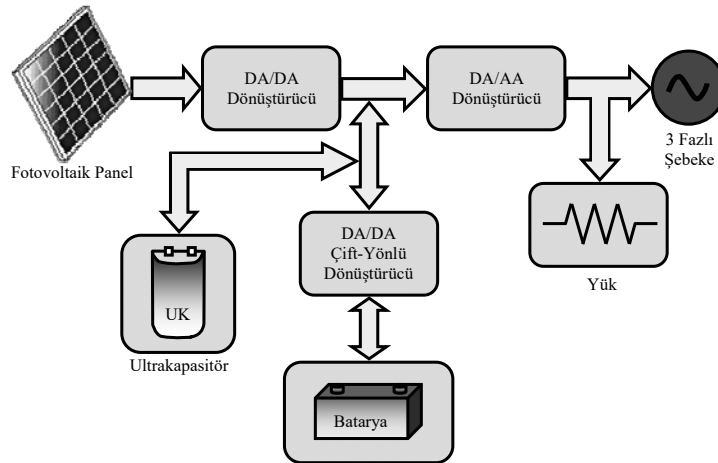 DA/DA
Dönüştürücü
DA/AA
Dönüştürücü
Fotovoltaik Panel
3 Fazlı
Şebeke
DA/DA
Çift-Yönlü
Dönüştürücü
UK
Yük
Ultrakapasitör
Batarya